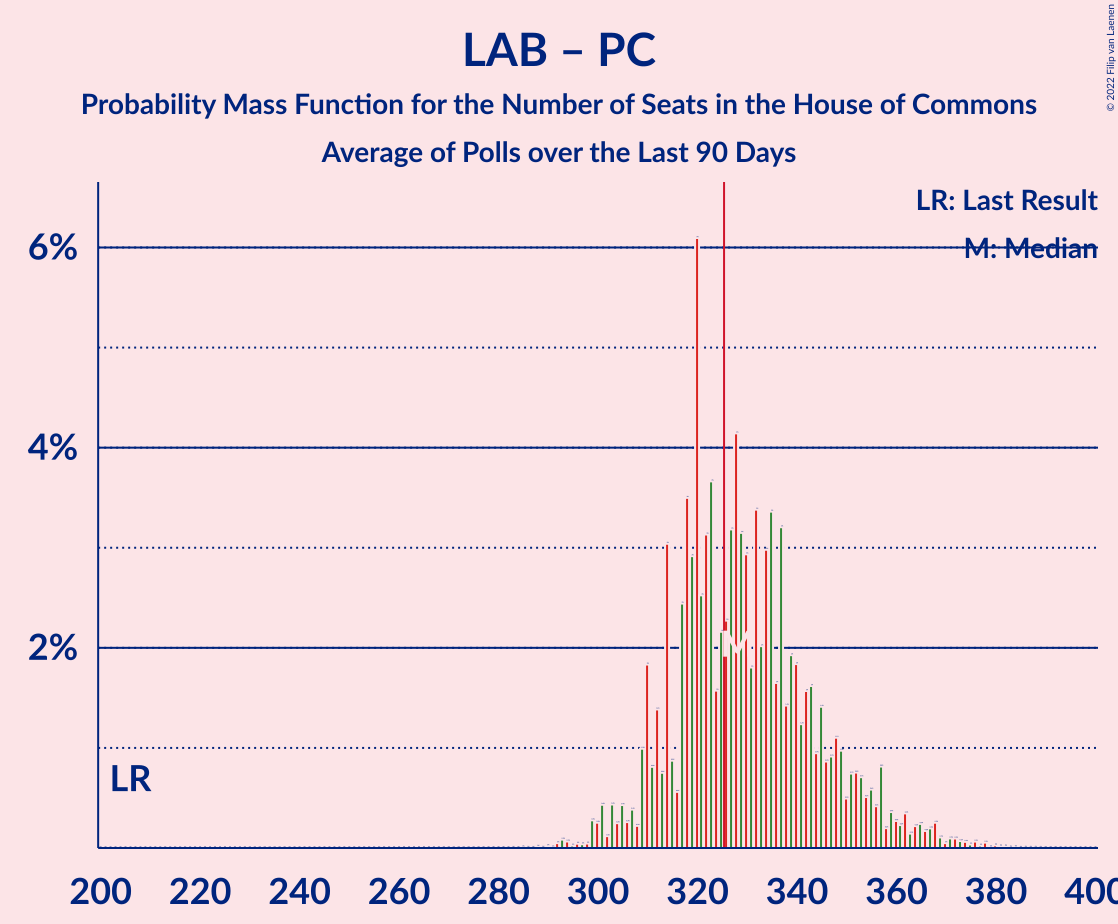 LAB – PC
Probability Mass Function for the Number of Seats in the House of Commons
Average of Polls over the Last 90 Days
© 2022 Filip van Laenen
LR: Last Result
M: Median
6%
4%
2%
LR
M
200 220 240 260 280 300 320 340 360 380 400